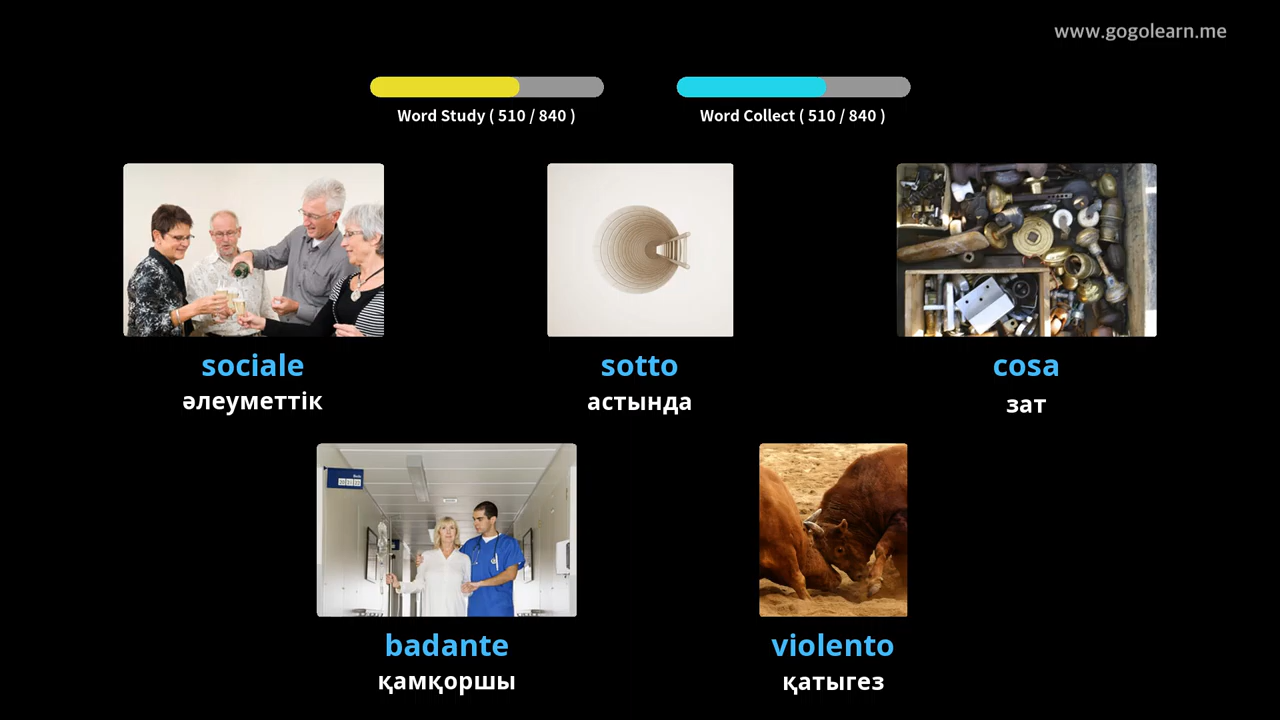 www.gogolearn.me
Word Study ( 510 / 840 )
Word Collect ( 510 / 840 )
sociale
әлеуметтік
sotto
астында
cosa
зат
badante
қамқоршы
violento
қатыгез